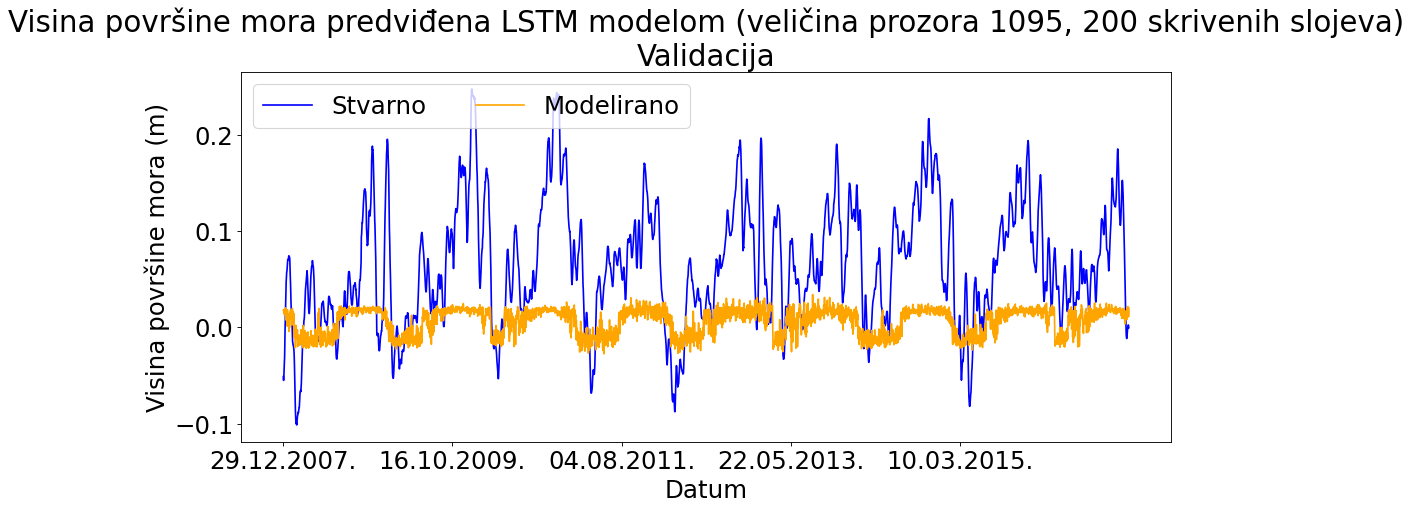 Visina površine mora predviđena LSTM modelom (veličina prozora 1095, 200 skrivenih slojeva)
Validacija
Stvarno Modelirano
Visina površine mora (m)
0.2
0.1
0.0
−0.1
29.12.2007. 16.10.2009. 04.08.2011. 22.05.2013. 10.03.2015.
Datum